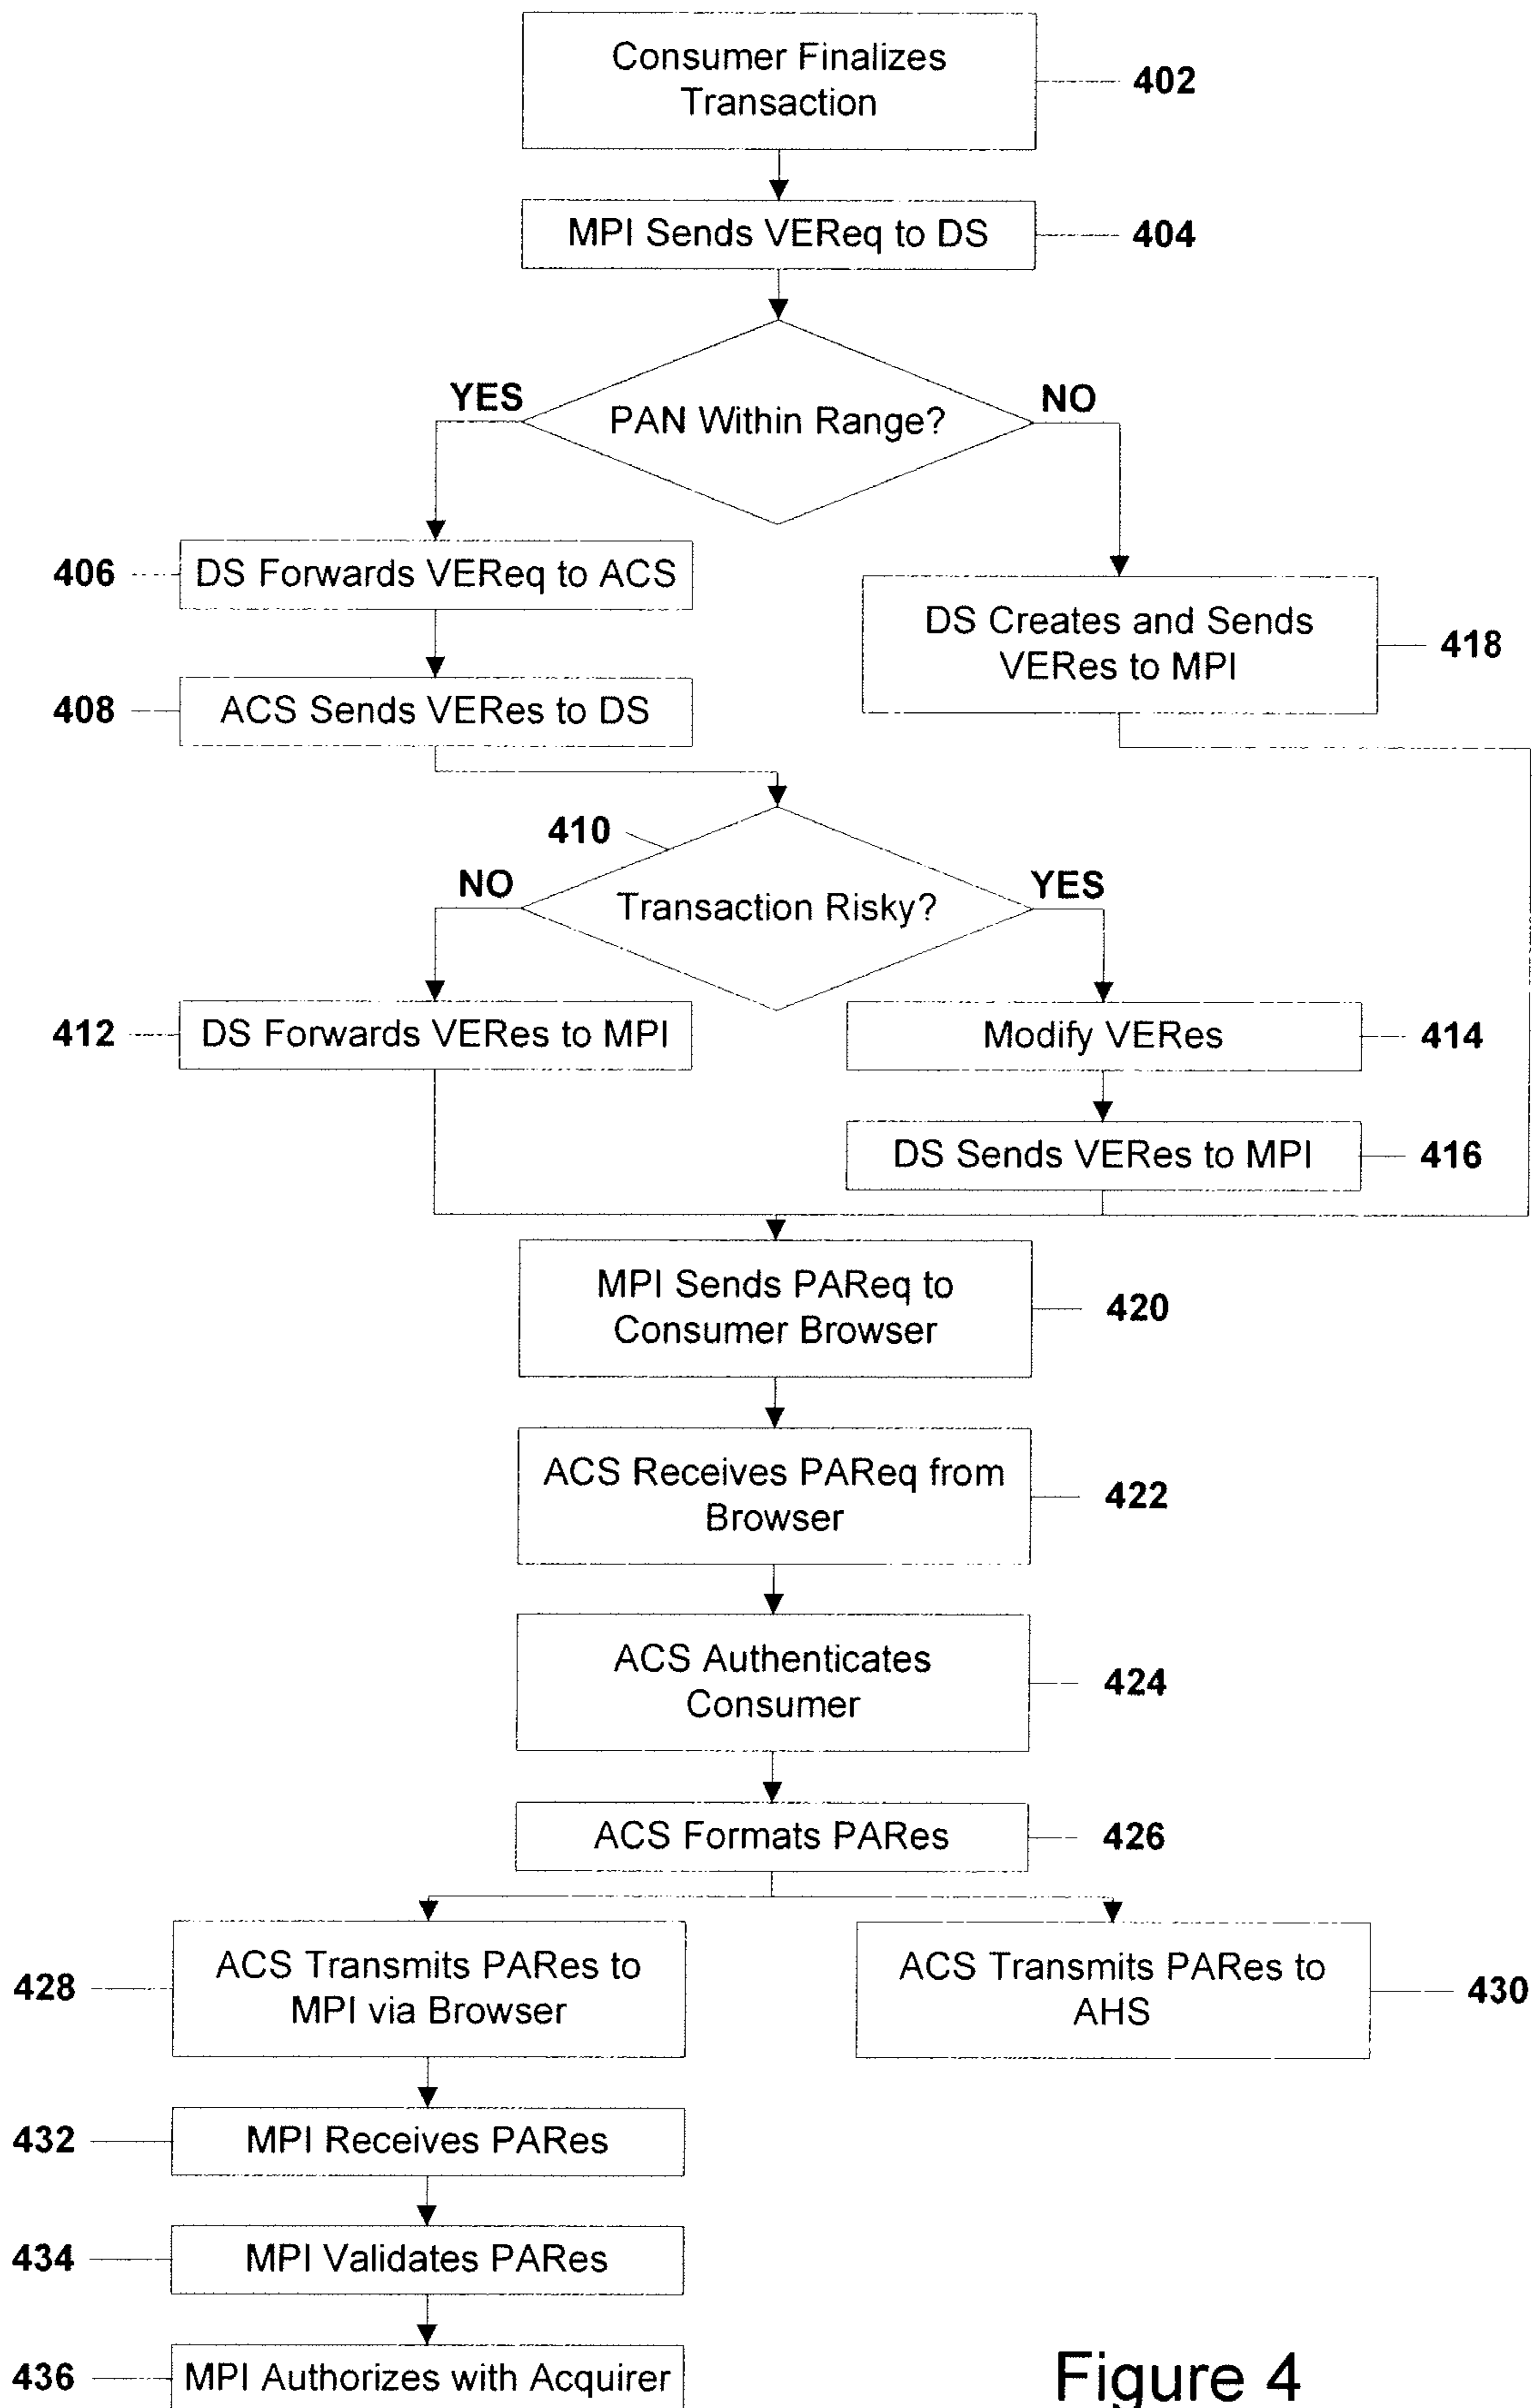 Consumer Finalizes
Transaction
402
MPI Sends VEReq to DS
404
YES
PAN Within Range?
NO
406
DS Forwards VEReq to ACS
DS Creates and Sends
VERes to MPI
418
408
ACS Sends VERes to DS
410
NO
Transaction Risky?
YES
412
DS Forwards VERes to MPI
Modify VERes
414
DS Sends VERes to MPI
416
MPI Sends PAReq to
Consumer Browser
420
ACS Receives PAReq from
Browser
422
ACS Authenticates
Consumer
424
ACS Formats PARes
426
428
ACS Transmits PARes to
MPI via Browser
ACS Transmits PARes to
AHS
430
432
MPI Receives PARes
434
MPI Validates PARes
436
MPI Authorizes with Acquirer
Figure 4